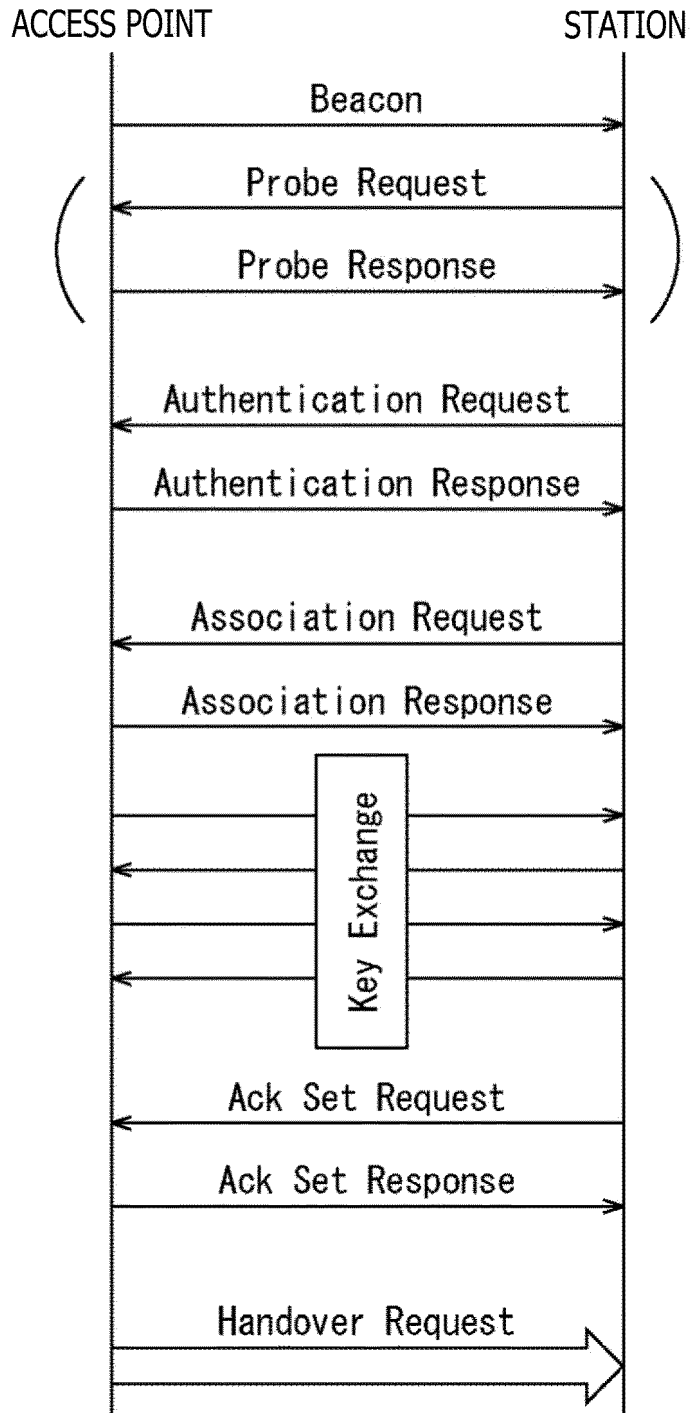 ACCESS POINT
STATION
Beacon
Probe Request
Probe Response
Authentication Request
Authentication Response
Association Request
Association Response
Key Exchange
Ack Set Request
Ack Set Response
Handover Request